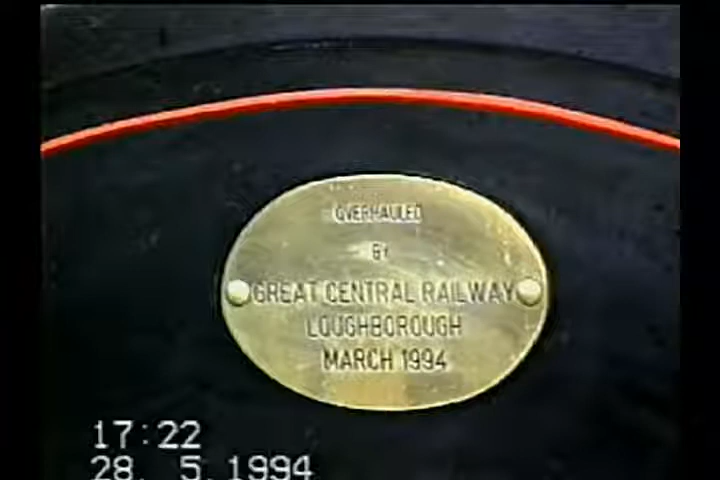 OVERHAULED
BY
GREAT CENTRAL RAILWAY
LOUGHBOROUGH
MARCH 1994
17:22
28. 5.1994